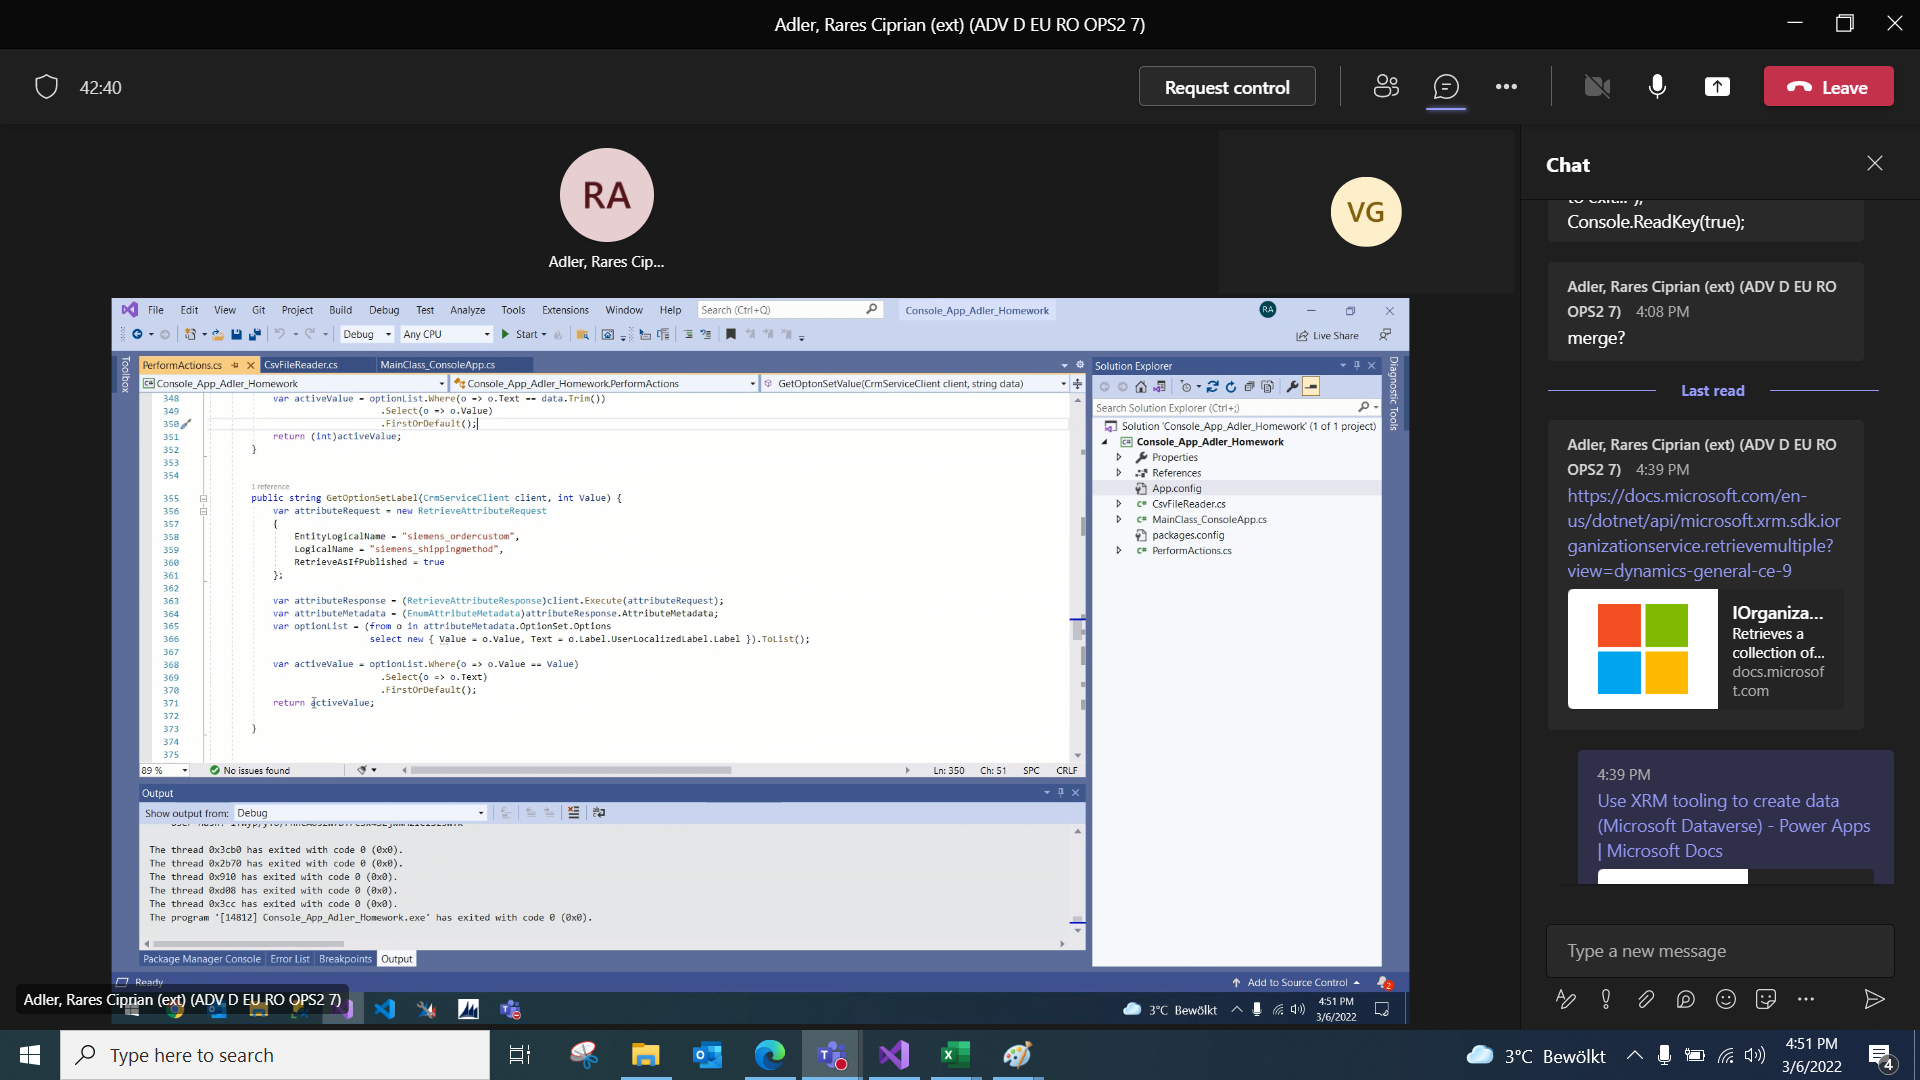 Adler, Rares Ciprian (ext) (ADV D EU RO OPS2 7)
42:40
Request control
Leave
RA
Adler, Rares Cip...
VG
File Edit View Git Project Build Debug Test Analyze Tools Extensions Window Help Search (Ctrl+Q) Console_App_Adler_Homework RA
Debug Any CPU Start Live Share
Toolbox
PerformActions.cs CsvFileReader.cs MainClass_ConsoleApp.cs
Console_App_Adler_Homework Console_App_Adler_Homework.PerformActions GetOptonSetValue(CrmServiceClient client, string data)
348 var activeValue = optionList.Where(o => o.Text == data.Trim())
349 .Select(o => o.Value)
350 .FirstOrDefault();
351 return (int)activeValue;
352 }
353
354
1 reference
355 public string GetOptionSetLabel(CrmServiceClient client, int Value) {
356 var attributeRequest = new RetrieveAttributeRequest
357 {
358 EntityLogicalName = "siemens_ordercustom",
359 LogicalName = "siemens_shippingmethod",
360 RetrieveAsIfPublished = true
361 };
362
363 var attributeResponse = (RetrieveAttributeResponse)client.Execute(attributeRequest);
364 var attributeMetadata = (EnumAttributeMetadata)attributeResponse.AttributeMetadata;
365 var optionList = (from o in attributeMetadata.OptionSet.Options
366 select new { Value = o.Value, Text = o.Label.UserLocalizedLabel.Label }).ToList();
367
368 var activeValue = optionList.Where(o => o.Value == Value)
369 .Select(o => o.Text)
370 .FirstOrDefault();
371 return activeValue;
372
373 }
374
375
89 % No issues found Ln: 350 Ch: 51 SPC CRLF
Output
Show output from: Debug
The thread 0x3cb0 has exited with code 0 (0x0).
The thread 0x2b70 has exited with code 0 (0x0).
The thread 0x910 has exited with code 0 (0x0).
The thread 0xd08 has exited with code 0 (0x0).
The thread 0x3cc has exited with code 0 (0x0).
The program '[14812] Console_App_Adler_Homework.exe' has exited with code 0 (0x0).
Package Manager Console Error List Breakpoints Output
Ready Add to Source Control 2
Solution Explorer
Search Solution Explorer (Ctrl+;)
Solution 'Console_App_Adler_Homework' (1 of 1 project)
Console_App_Adler_Homework
Properties
References
App.config
CsvFileReader.cs
MainClass_ConsoleApp.cs
packages.config
PerformActions.cs
Diagnostic Tools
Adler, Rares Ciprian (ext) (ADV D EU RO OPS2 7)
3°C Bewölkt
4:51 PM
3/6/2022
Chat
Console.ReadKey(true);
Adler, Rares Ciprian (ext) (ADV D EU RO
OPS2 7) 4:08 PM
merge?
Last read
Adler, Rares Ciprian (ext) (ADV D EU RO
OPS2 7) 4:39 PM
https://docs.microsoft.com/en-
us/dotnet/api/microsoft.xrm.sdk.ior
ganizationservice.retrievemultiple?
view=dynamics-general-ce-9
IOrganiza...
Retrieves a
collection of...
docs.microsof
t.com
4:39 PM
Use XRM tooling to create data
(Microsoft Dataverse) - Power Apps
| Microsoft Docs
Type a new message
Type here to search
3°C Bewölkt
4:51 PM
3/6/2022
4